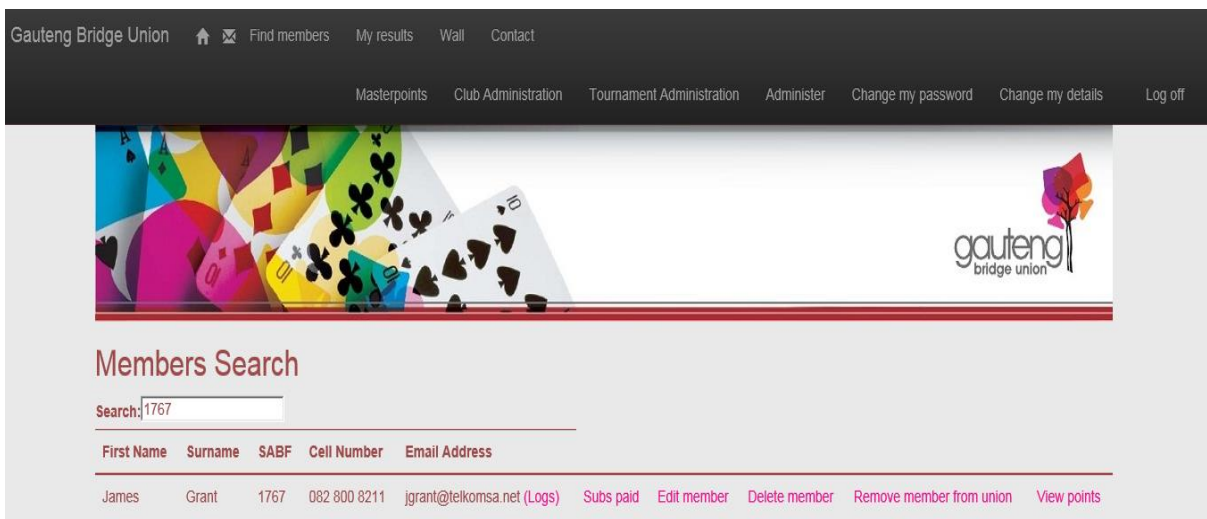 Gauteng Bridge Union Find members My results Wall Contact
Masterpoints Club Administration Tournament Administration Administer Change my password Change my details Log off
A A A
10
10 10
gauteng
bridge union
Members Search
Search: 1767
First Name Surname SABF Cell Number Email Address
James Grant 1767 082 800 8211 jgrant@telkomsa.net (Logs) Subs paid Edit member Delete member Remove member from union View points